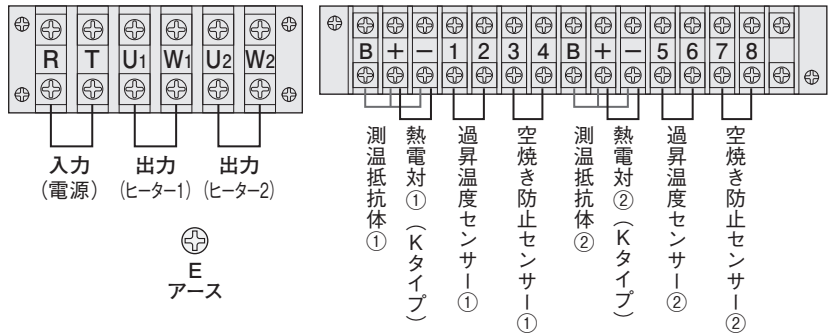 R T U1 W1 U2 W2
入力
(電源)
出力
(ヒーター1)
出力
(ヒーター2)
E
アース
B + − 1 2 3 4 B + − 5 6 7 8
測温抵抗体①
熱電対①(Kタイプ)
過昇温度センサー①
空焼き防止センサー①
測温抵抗体②
熱電対②(Kタイプ)
過昇温度センサー②
空焼き防止センサー②